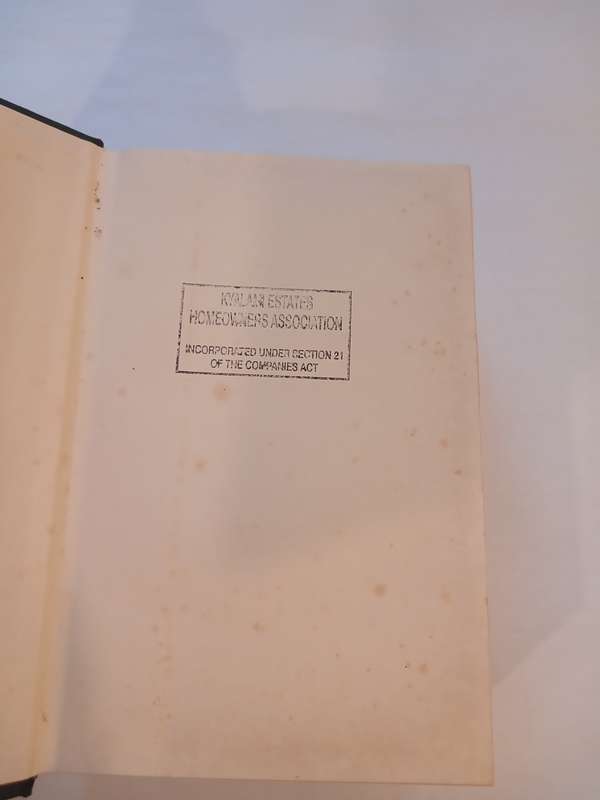 KYALAMI ESTATES
HOMEOWNERS ASSOCIATION
INCORPORATED UNDER SECTION 21
OF THE COMPANIES ACT